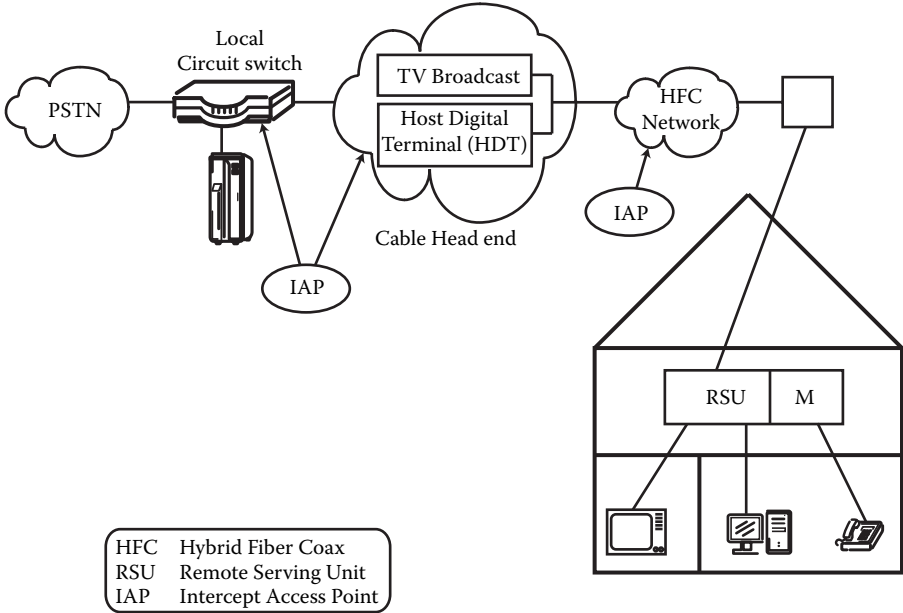 Local
Circuit switch
PSTN
TV Broadcast
Host Digital
Terminal (HDT)
HFC
Network
Cable Head end
IAP
IAP
RSU
M
HFC Hybrid Fiber Coax
RSU Remote Serving Unit
IAP Intercept Access Point